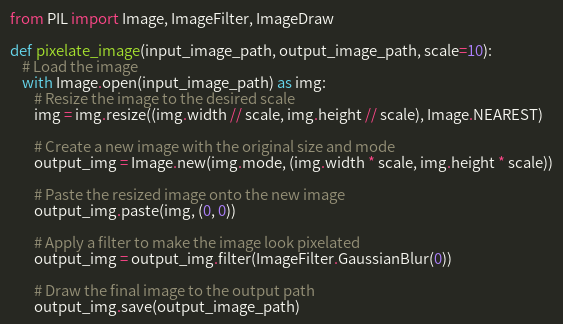 from PIL import Image, ImageFilter, ImageDraw
def pixelate_image(input_image_path, output_image_path, scale=10):
# Load the image
with Image.open(input_image_path) as img:
# Resize the image to the desired scale
img = img.resize((img.width // scale, img.height // scale), Image.NEAREST)
# Create a new image with the original size and mode
output_img = Image.new(img.mode, (img.width * scale, img.height * scale))
# Paste the resized image onto the new image
output_img.paste(img, (0, 0))
# Apply a filter to make the image look pixelated
output_img = output_img.filter(ImageFilter.GaussianBlur(0))
# Draw the final image to the output path
output_img.save(output_image_path)